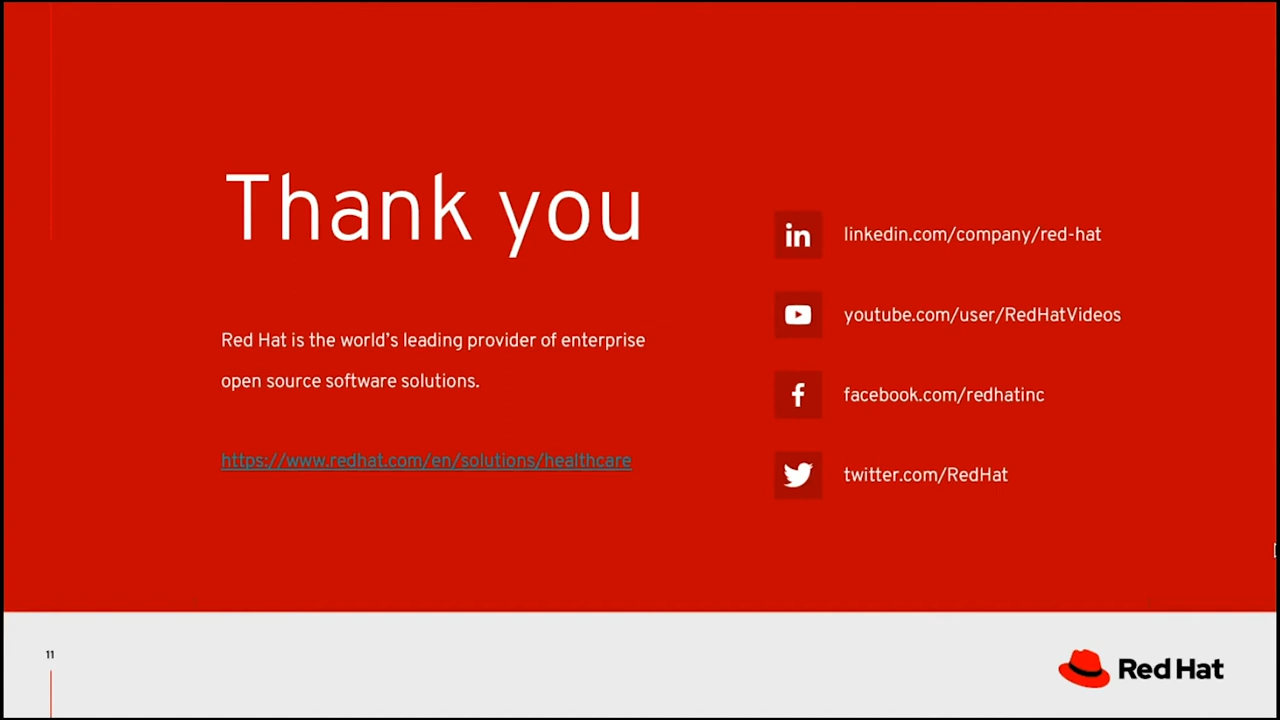 Thank you
Red Hat is the world's leading provider of enterprise
open source software solutions.
https://www.redhat.com/en/solutions/healthcare
in linkedin.com/company/red-hat
youtube.com/user/RedHatVideos
f facebook.com/redhatinc
twitter.com/RedHat
11
Red Hat